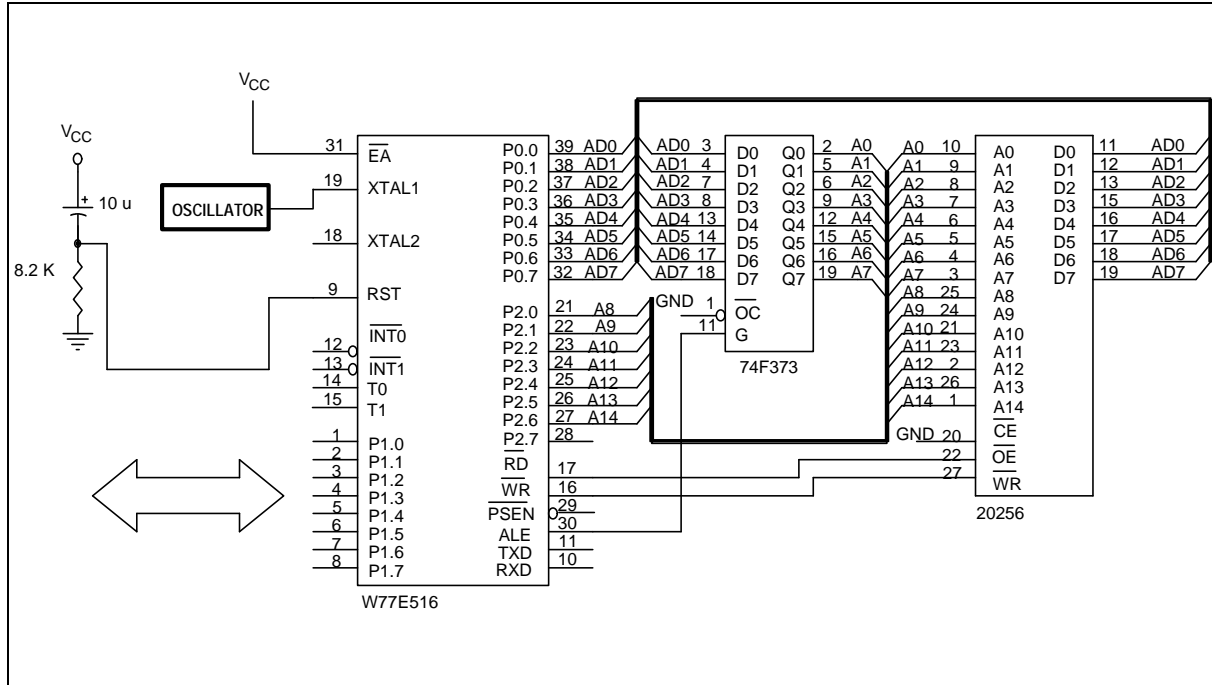 VCC
VCC
10 u
8.2 K
OSCILLATOR
31 EA
19 XTAL1
18 XTAL2
9 RST
12 INT0
13 INT1
14 T0
15 T1
1 P1.0
2 P1.1
3 P1.2
4 P1.3
5 P1.4
6 P1.5
7 P1.6
8 P1.7
P0.0 39 AD0
P0.1 38 AD1
P0.2 37 AD2
P0.3 36 AD3
P0.4 35 AD4
P0.5 34 AD5
P0.6 33 AD6
P0.7 32 AD7
P2.0 21 A8
P2.1 22 A9
P2.2 23 A10
P2.3 24 A11
P2.4 25 A12
P2.5 26 A13
P2.6 27 A14
P2.7 28
RD 17
WR 16
PSEN 29
ALE 30
TXD 11
RXD 10
W77E516
AD0 3 D0 Q0 2 A0
AD1 4 D1 Q1 5 A1
AD2 7 D2 Q2 6 A2
AD3 8 D3 Q3 9 A3
AD4 13 D4 Q4 12 A4
AD5 14 D5 Q5 15 A5
AD6 17 D6 Q6 16 A6
AD7 18 D7 Q7 19 A7
GND 1 OC
11 G
74F373
A0 10 A0 D0 11 AD0
A1 9 A1 D1 12 AD1
A2 8 A2 D2 13 AD2
A3 7 A3 D3 15 AD3
A4 6 A4 D4 16 AD4
A5 5 A5 D5 17 AD5
A6 4 A6 D6 18 AD6
A7 3 A7 D7 19 AD7
A8 25 A8
A9 24 A9
A10 21 A10
A11 23 A11
A12 2 A12
A13 26 A13
A14 1 A14
GND 20 CE
22 OE
27 WR
20256